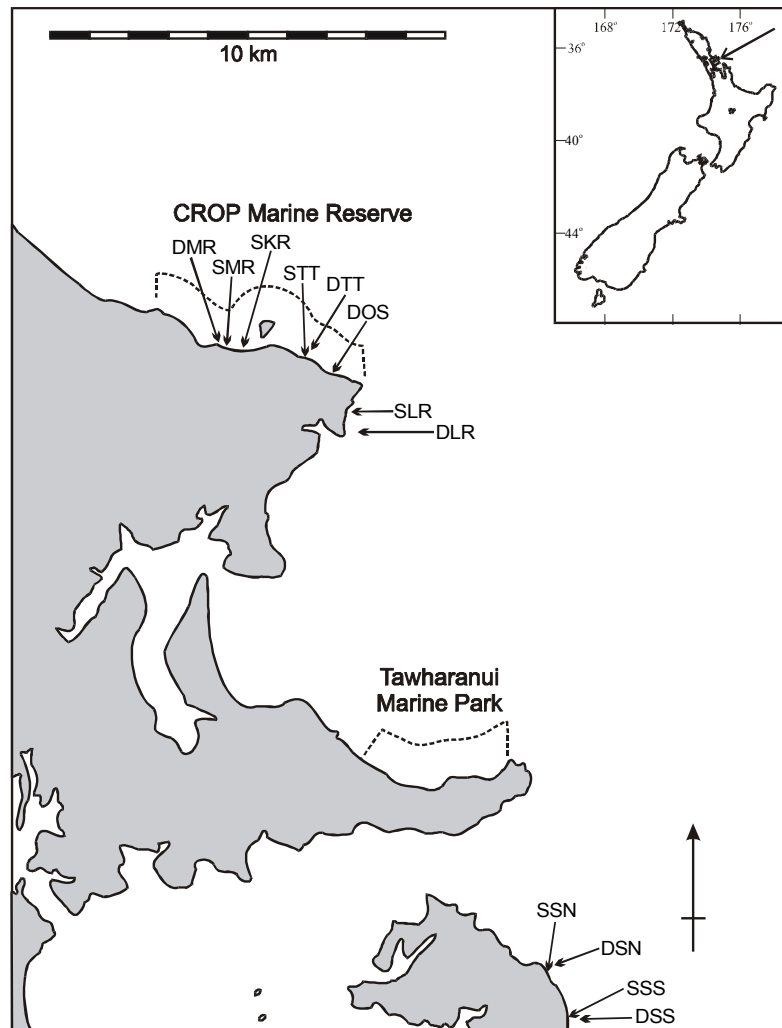 10 km
168°
172°
176°
36°
40°
44°
CROP Marine Reserve
DMR
SMR
SKR
STT
DTT
DOS
SLR
DLR
Tawharanui
Marine Park
SSN
DSN
SSS
DSS